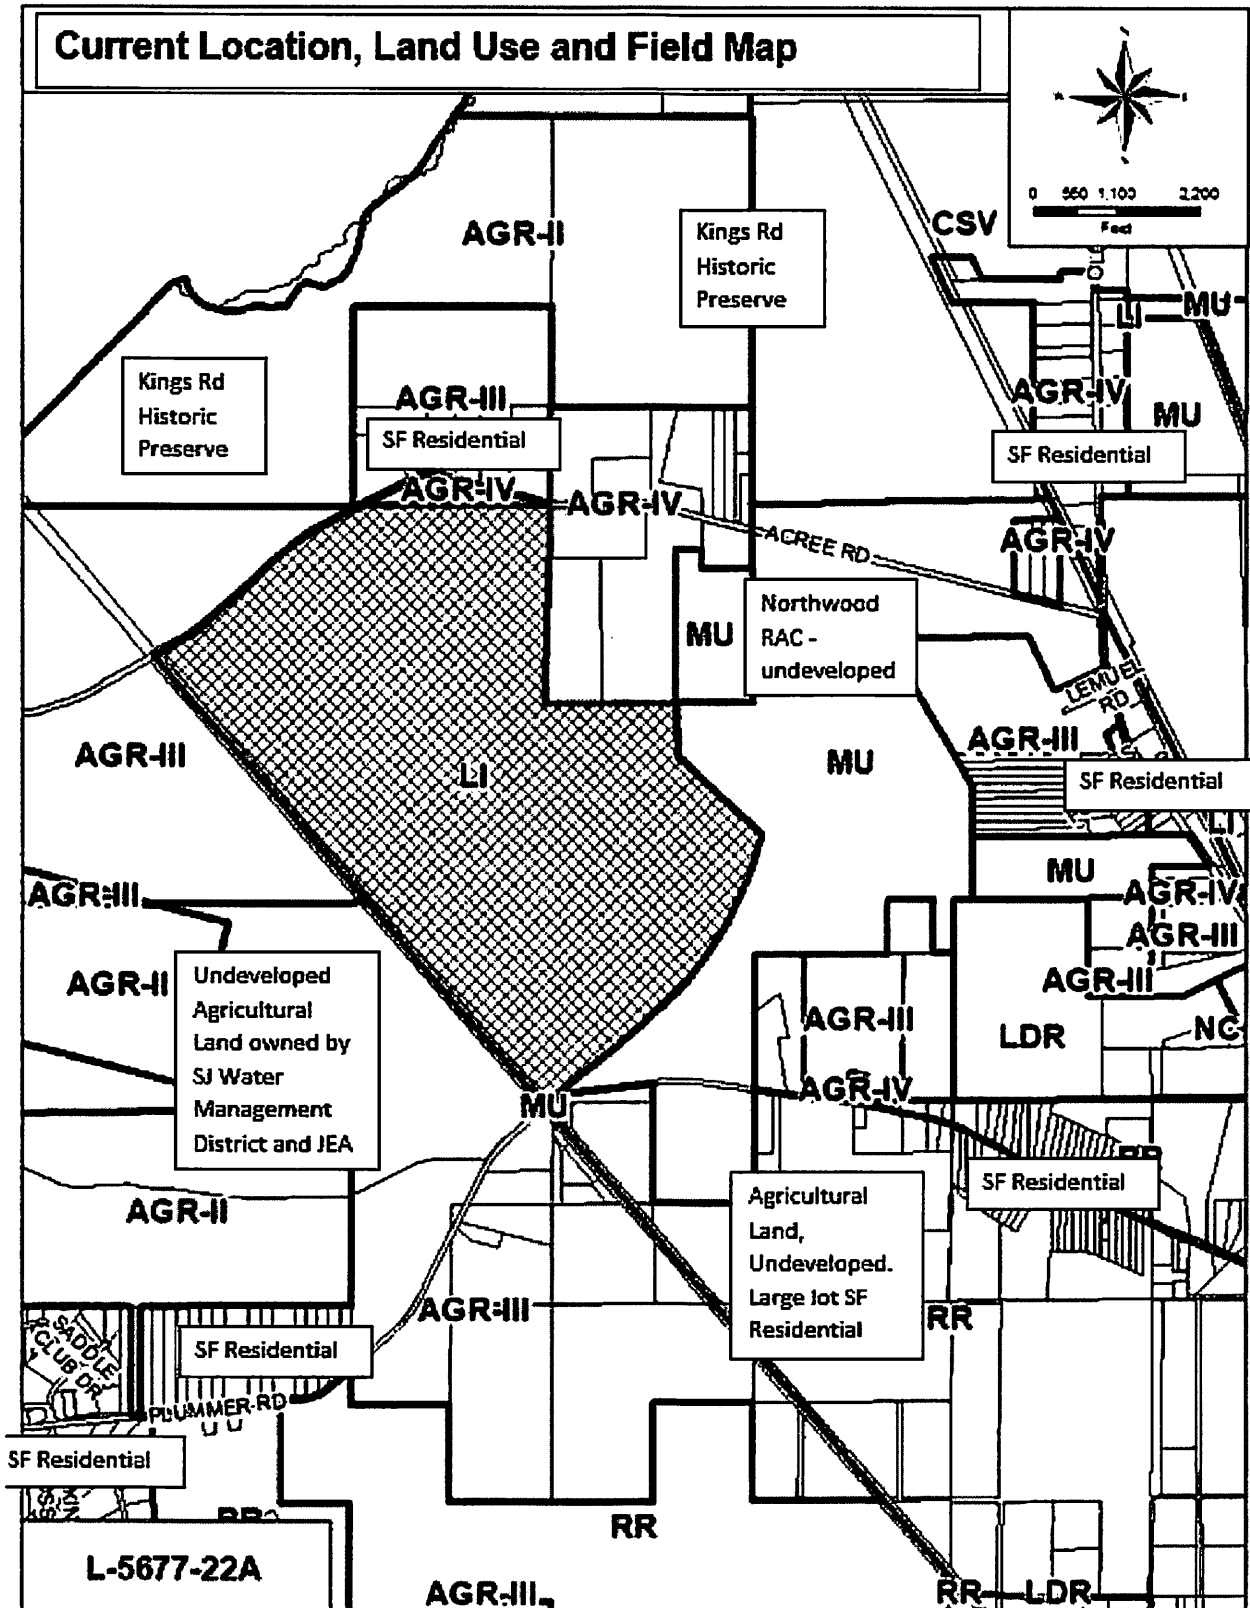 Current Location, Land Use and Field Map
0 550 1,100 2,200
Feet
AGR-II
Kings Rd
Historic
Preserve
CSV
LI
MU
Kings Rd
Historic
Preserve
AGR-III
SF Residential
AGR-IV
MU
SF Residential
AGR-IV
AGR-IV
ACREE RD
AGR-IV
Northwood
RAC -
undeveloped
MU
LEMUEL
RD
AGR-III
LI
MU
AGR-III
SF Residential
LI
MU
AGR-III
AGR-IV
AGR-III
AGR-III
AGR-II
Undeveloped
Agricultural
Land owned by
SJ Water
Management
District and JEA
AGR-III
LDR
NC
AGR-IV
MU
RR
SF Residential
Agricultural
Land,
Undeveloped.
Large lot SF
Residential
AGR-II
AGR-III
RR
SADDLE
CLUB DR
SF Residential
PLUMMER RD
SF Residential
RR
RR
L-5677-22A
AGR-III
RR
LDR